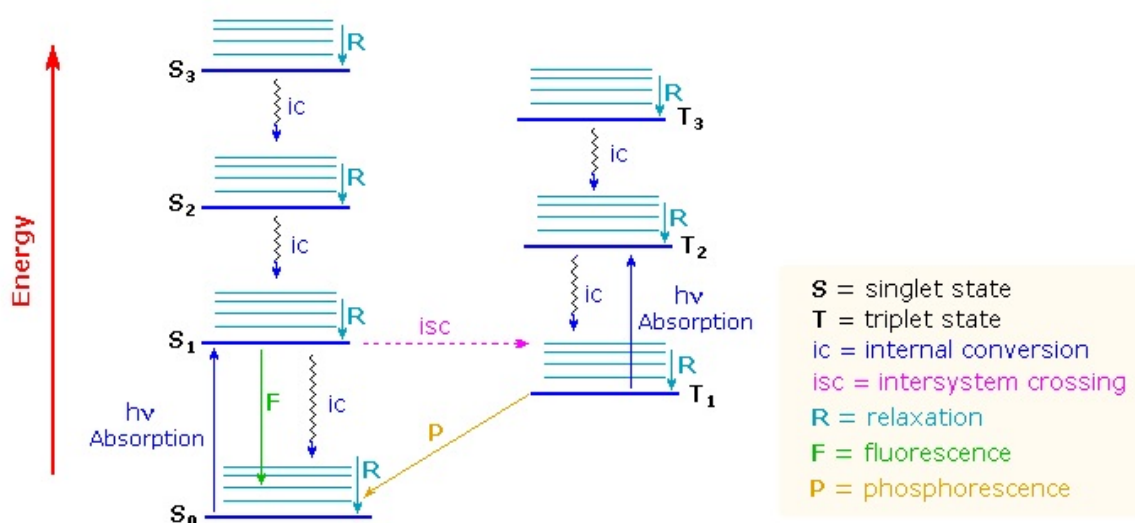 Energy
S3
R
ic
S2
R
ic
S1
R
isc
hν
Absorption
F
ic
R
S0
P
R
T3
ic
R
T2
ic
hν
Absorption
R
T1
S = singlet state
T = triplet state
ic = internal conversion
isc = intersystem crossing
R = relaxation
F = fluorescence
P = phosphorescence